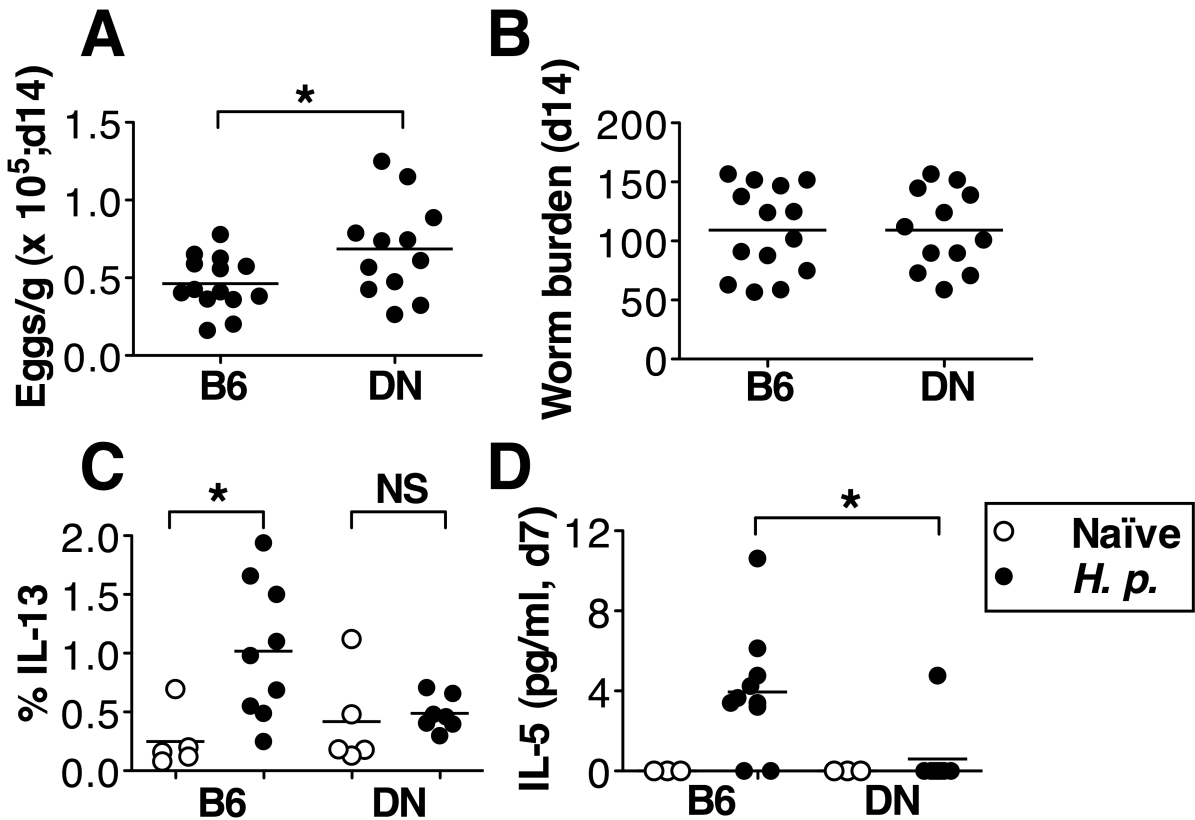 A
Eggs/g (x 10⁵;d14)
*
1.5
1.0
0.5
0.0
B6 DN
B
Worm burden (d14)
200
150
100
50
0
B6 DN
C
% IL-13
* NS
2.0
1.5
1.0
0.5
0.0
B6 DN
D
IL-5 (pg/ml, d7)
*
12
8
4
0
B6 DN
Naïve
H. p.